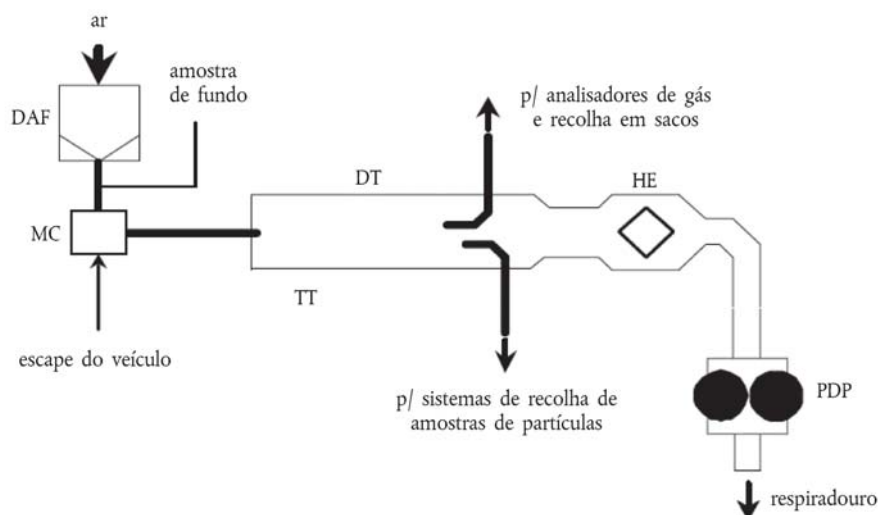 ar
amostra
de fundo
DAF
p/ analisadores de gás
e recolha em sacos
DT
HE
MC
TT
escape do veículo
p/ sistemas de recolha de
amostras de partículas
PDP
respiradouro